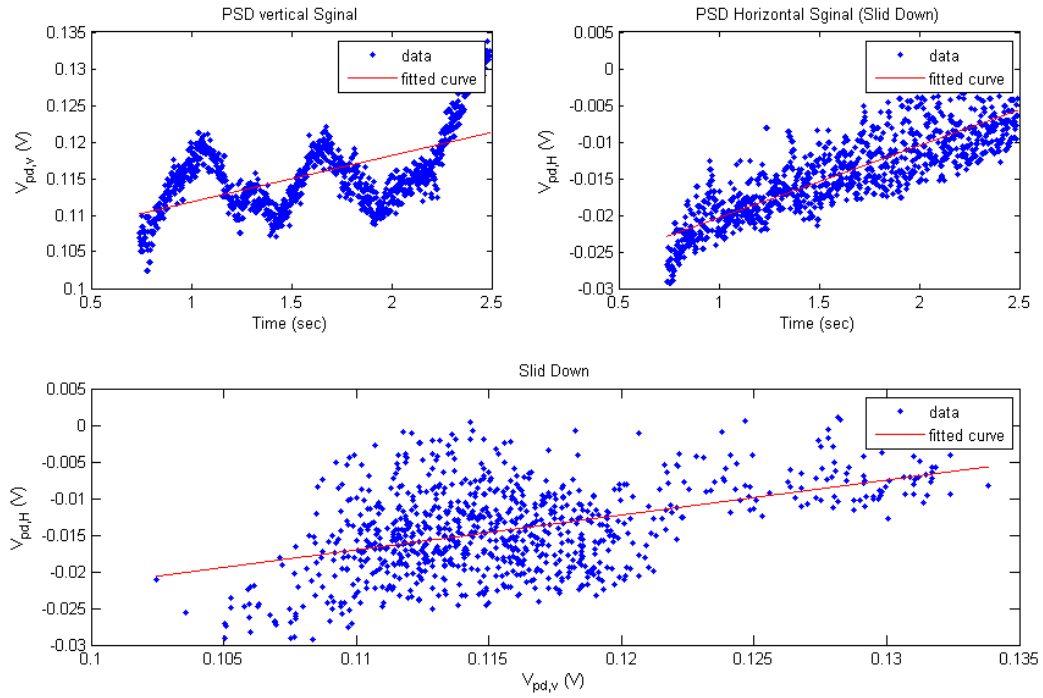 PSD vertical Sginal
0.135
0.13
0.125
0.12
0.115
0.11
0.105
0.1
V_pd,v (V)
data
fitted curve
0.5 1 1.5 2 2.5
Time (sec)
PSD Horizontal Sginal (Slid Down)
0.005
0
-0.005
-0.01
-0.015
-0.02
-0.025
-0.03
V_pd,H (V)
data
fitted curve
0.5 1 1.5 2 2.5
Time (sec)
Slid Down
0.005
0
-0.005
-0.01
-0.015
-0.02
-0.025
-0.03
V_pd,H (V)
data
fitted curve
0.1 0.105 0.11 0.115 0.12 0.125 0.13 0.135
V_pd,v (V)